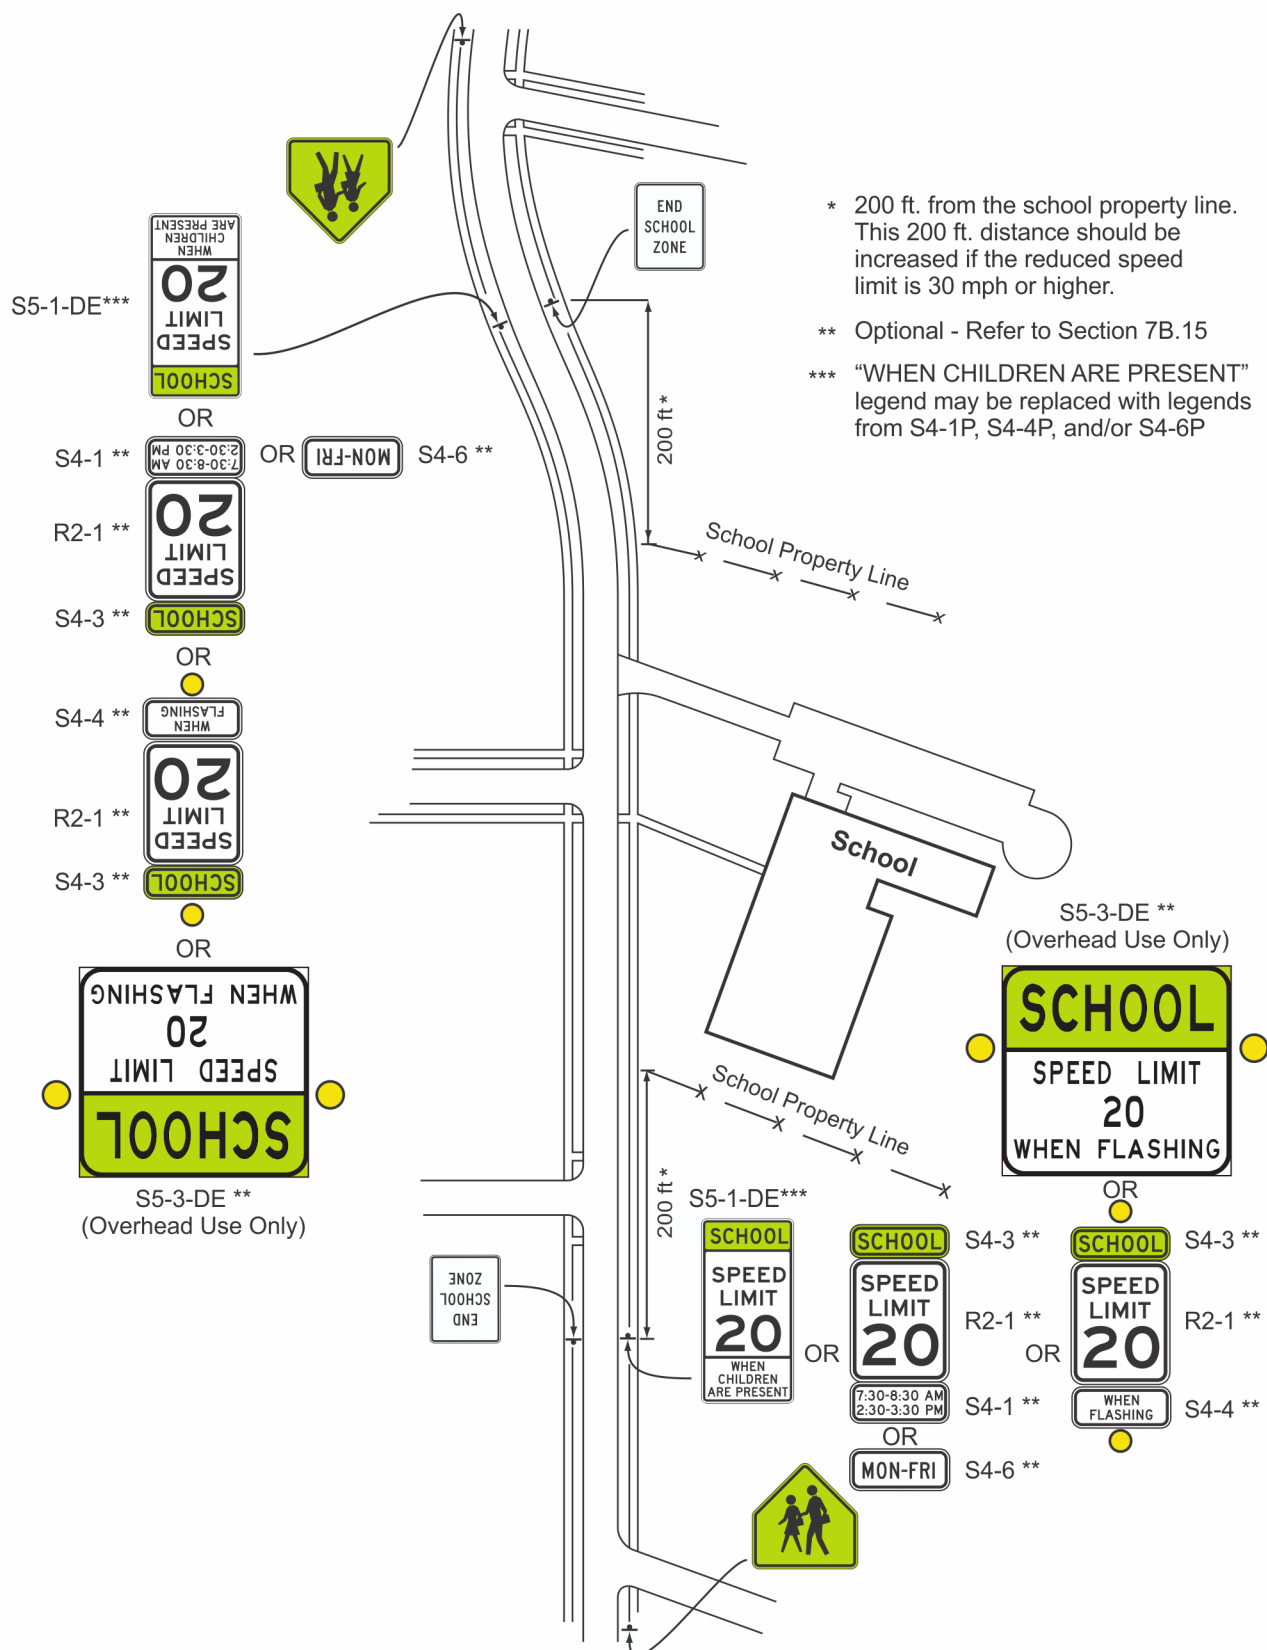 END
SCHOOL
ZONE
* 200 ft. from the school property line.
This 200 ft. distance should be
increased if the reduced speed
limit is 30 mph or higher.
** Optional - Refer to Section 7B.15
*** “WHEN CHILDREN ARE PRESENT”
legend may be replaced with legends
from S4-1P, S4-4P, and/or S4-6P
S5-1-DE***
SCHOOL
SPEED
LIMIT
20
WHEN
CHILDREN
ARE PRESENT
OR
S4-1 **
7:30-8:30 AM
2:30-3:30 PM
OR
MON-FRI
S4-6 **
R2-1 **
SPEED
LIMIT
20
S4-3 **
SCHOOL
OR
S4-4 **
WHEN
FLASHING
R2-1 **
SPEED
LIMIT
20
S4-3 **
SCHOOL
OR
SCHOOL
SPEED LIMIT
20
WHEN FLASHING
S5-3-DE **
(Overhead Use Only)
200 ft *
School Property Line
School
School Property Line
200 ft *
END
SCHOOL
ZONE
S5-3-DE **
(Overhead Use Only)
SCHOOL
SPEED LIMIT
20
WHEN FLASHING
OR
S5-1-DE***
SCHOOL
SPEED
LIMIT
20
WHEN
CHILDREN
ARE PRESENT
OR
SCHOOL
S4-3 **
SPEED
LIMIT
20
R2-1 **
7:30-8:30 AM
2:30-3:30 PM
S4-1 **
OR
MON-FRI
S4-6 **
OR
SCHOOL
S4-3 **
SPEED
LIMIT
20
R2-1 **
WHEN
FLASHING
S4-4 **